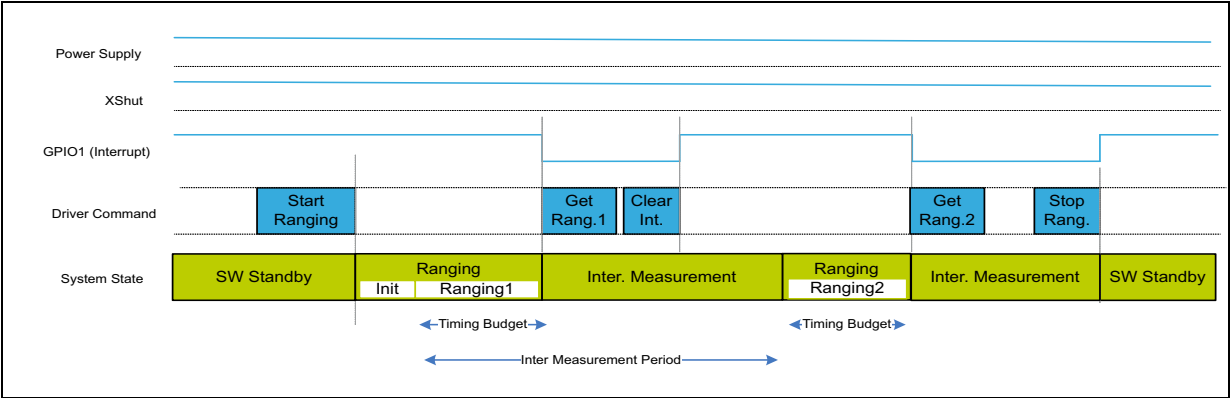 Power Supply
XShut
GPIO1 (Interrupt)
Driver Command
Start
Ranging
Get
Rang.1
Clear
Int.
Get
Rang.2
Stop
Rang.
System State
SW Standby
Ranging
Init
Ranging1
Inter. Measurement
Ranging
Ranging2
Inter. Measurement
SW Standby
Timing Budget
Timing Budget
Inter Measurement Period